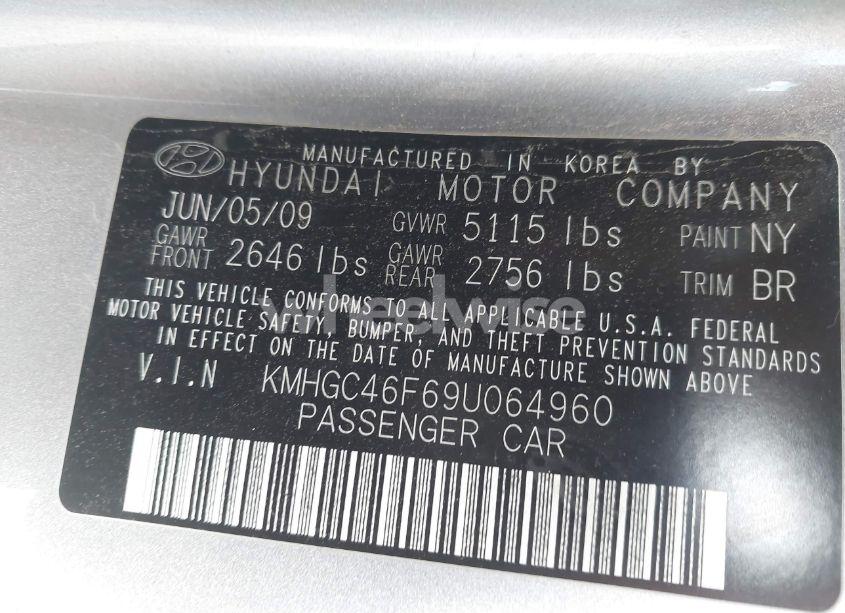 MANUFACTURED IN KOREA BY
HYUNDAI MOTOR COMPANY
JUN/05/09 GVWR 5115 lbs PAINT NY
GAWR FRONT 2646 lbs GAWR REAR 2756 lbs TRIM BR
THIS VEHICLE CONFORMS TO ALL APPLICABLE U.S.A. FEDERAL
MOTOR VEHICLE SAFETY, BUMPER, AND THEFT PREVENTION STANDARDS
IN EFFECT ON THE DATE OF MANUFACTURE SHOWN ABOVE
V.I.N KMHGC46F69U064960
PASSENGER CAR
wheelwise